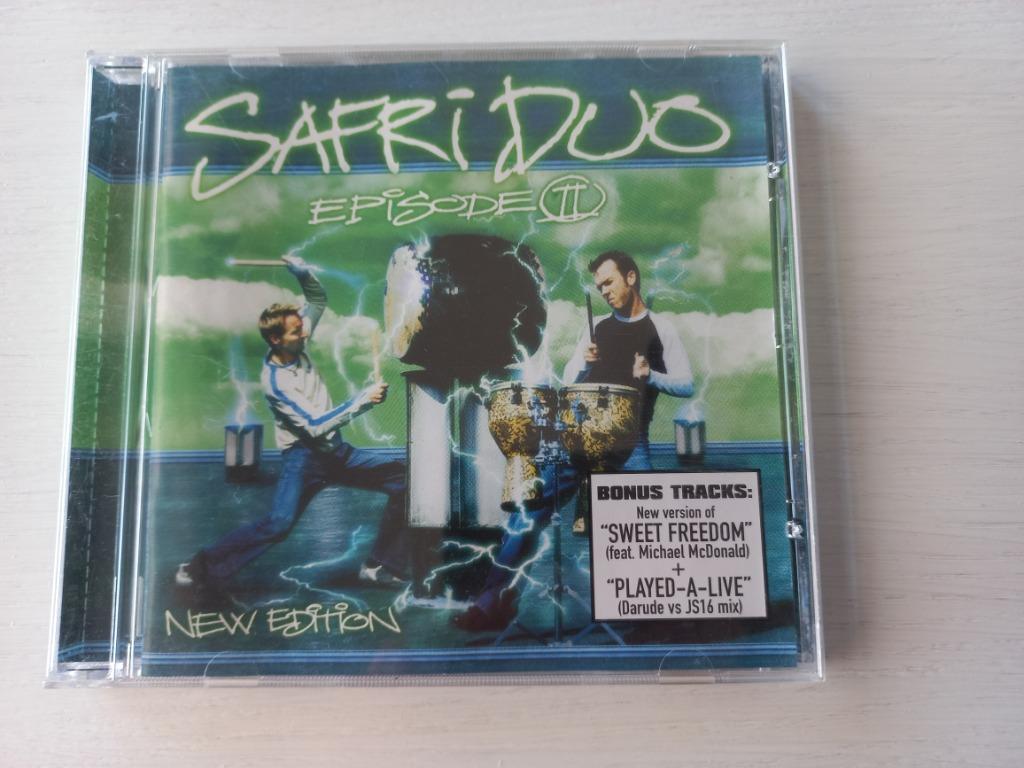 SAFRi DUO
EPiSODE II
BONUS TRACKS:
New version of
"SWEET FREEDOM"
(feat. Michael McDonald)
+
"PLAYED-A-LIVE"
(Darude vs JS16 mix)
NEW EDiTiON